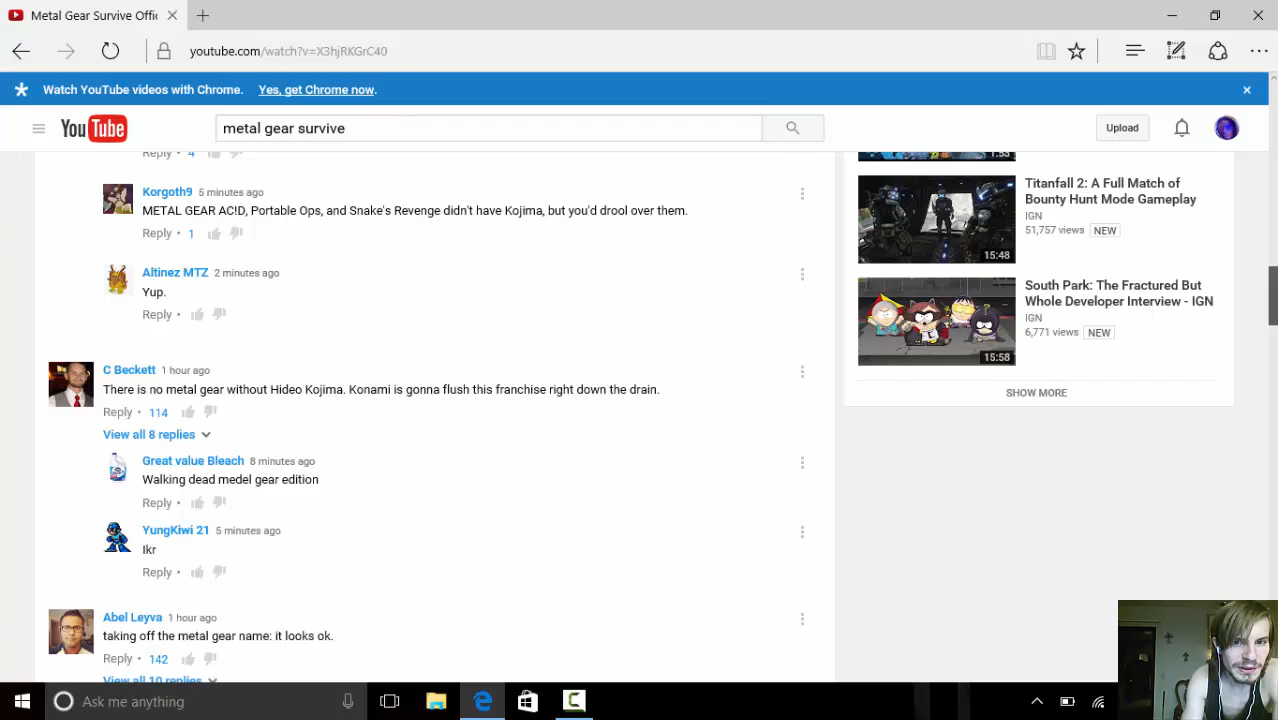 Metal Gear Survive Offic
youtube.com/watch?v=X3hjRKGrC40
Watch YouTube videos with Chrome. Yes, get Chrome now.
YouTube
metal gear survive
Upload
Reply • 4
1:53
Korgoth9 5 minutes ago
METAL GEAR AC!D, Portable Ops, and Snake's Revenge didn't have Kojima, but you'd drool over them.
Reply • 1
Titanfall 2: A Full Match of
Bounty Hunt Mode Gameplay
IGN
51,757 views NEW
15:48
Altinez MTZ 2 minutes ago
Yup.
Reply •
South Park: The Fractured But
Whole Developer Interview - IGN
IGN
6,771 views NEW
15:58
SHOW MORE
C Beckett 1 hour ago
There is no metal gear without Hideo Kojima. Konami is gonna flush this franchise right down the drain.
Reply • 114
View all 8 replies
Great value Bleach 8 minutes ago
Walking dead medel gear edition
Reply •
YungKiwi 21 5 minutes ago
Ikr
Reply •
Abel Leyva 1 hour ago
taking off the metal gear name: it looks ok.
Reply • 142
View all 10 replies
Ask me anything